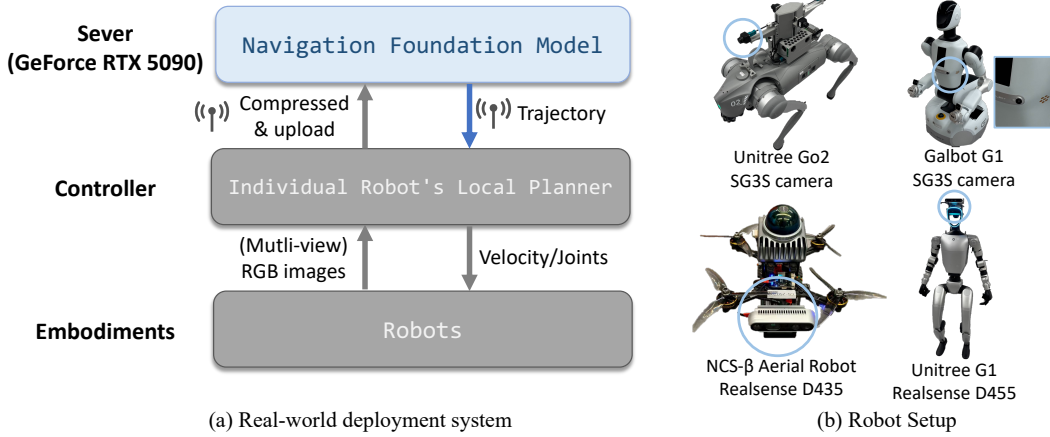 Sever
(GeForce RTX 5090)
Navigation Foundation Model
Compressed
& upload
Trajectory
Controller
Individual Robot's Local Planner
(Mutli-view)
RGB images
Velocity/Joints
Embodiments
Robots
(a) Real-world deployment system
Unitree Go2
SG3S camera
Galbot G1
SG3S camera
NCS-β Aerial Robot
Realsense D435
Unitree G1
Realsense D455
(b) Robot Setup